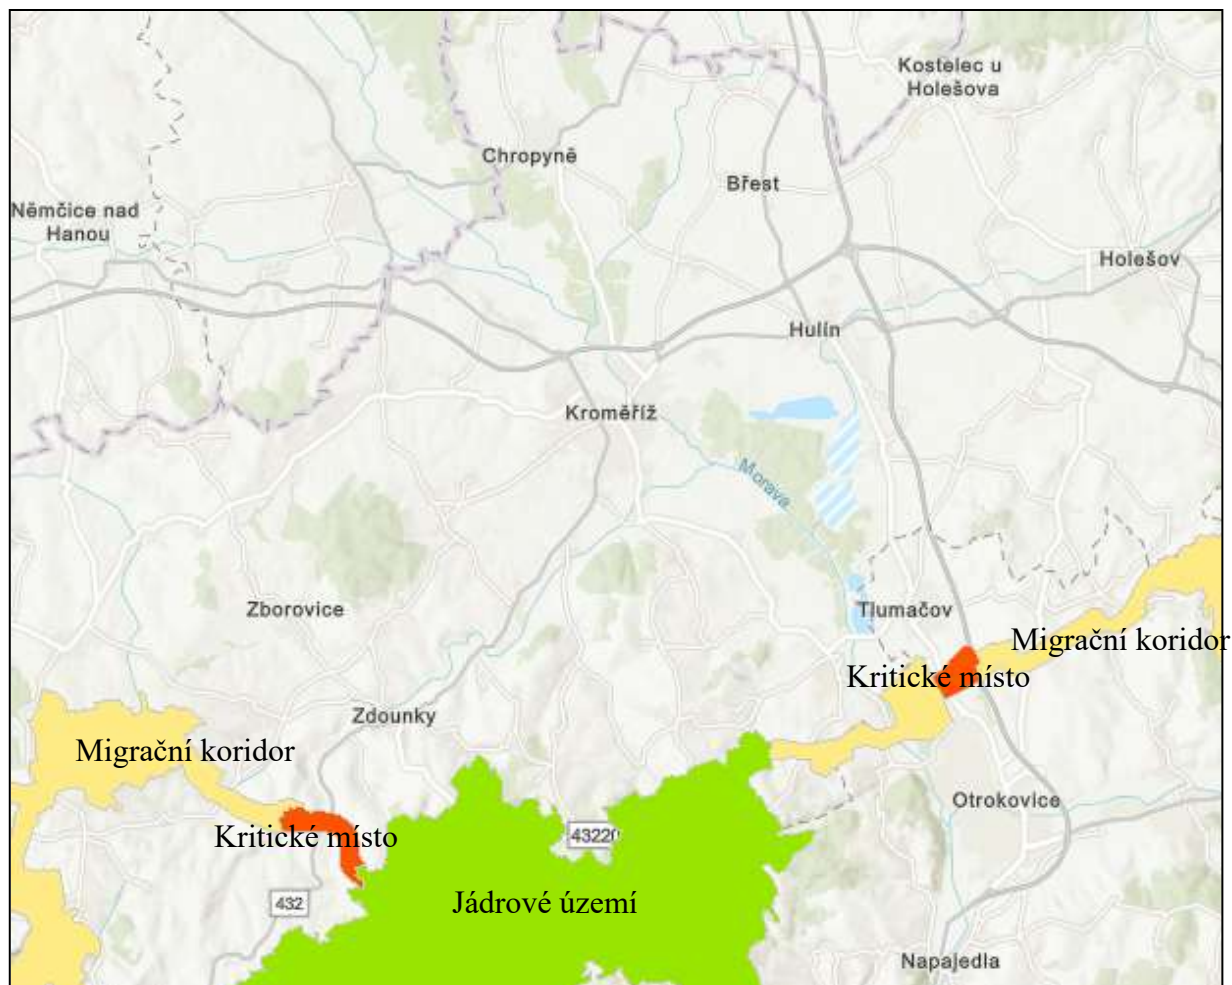 Kostelec u
Holešova
Chropyně
Břest
Němčice nad
Hanou
Holešov
Hulín
Kroměříž
Morava
Zborovice
Tlumačov
Migrační koridor
Kritické místo
Zdounky
Migrační koridor
Otrokovice
Kritické místo
43220
432
Jádrové území
Napajedla